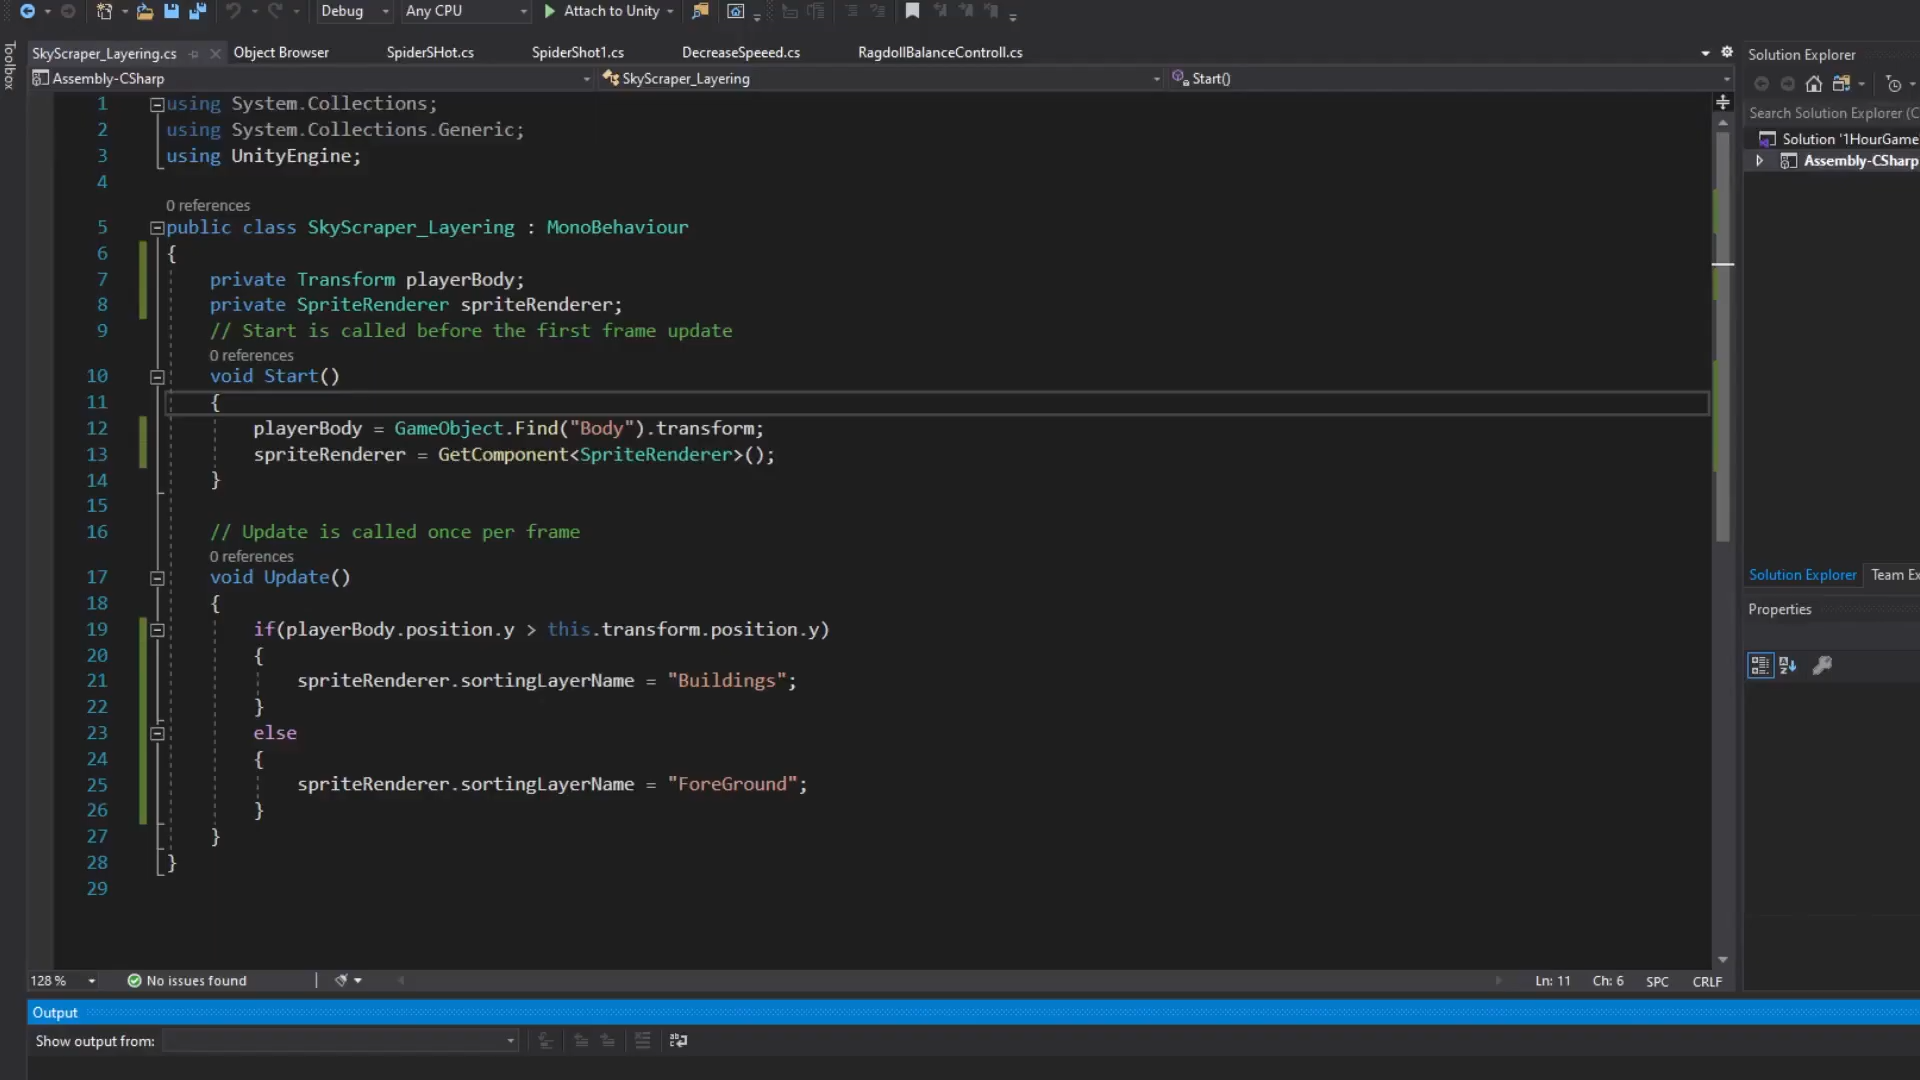 Debug Any CPU Attach to Unity
Toolbox
SkyScraper_Layering.cs Object Browser SpiderSHot.cs SpiderShot1.cs DecreaseSpeeed.cs RagdollBalanceControll.cs
Assembly-CSharp SkyScraper_Layering Start()
1 using System.Collections;
2 using System.Collections.Generic;
3 using UnityEngine;
4
0 references
5 public class SkyScraper_Layering : MonoBehaviour
6 {
7 private Transform playerBody;
8 private SpriteRenderer spriteRenderer;
9 // Start is called before the first frame update
0 references
10 void Start()
11 {
12 playerBody = GameObject.Find("Body").transform;
13 spriteRenderer = GetComponent<SpriteRenderer>();
14 }
15
16 // Update is called once per frame
0 references
17 void Update()
18 {
19 if(playerBody.position.y > this.transform.position.y)
20 {
21 spriteRenderer.sortingLayerName = "Buildings";
22 }
23 else
24 {
25 spriteRenderer.sortingLayerName = "ForeGround";
26 }
27 }
28 }
29
128 % No issues found Ln: 11 Ch: 6 SPC CRLF
Output
Show output from:
Solution Explorer
Search Solution Explorer (C
Solution '1HourGame
Assembly-CSharp
Solution Explorer Team Ex
Properties